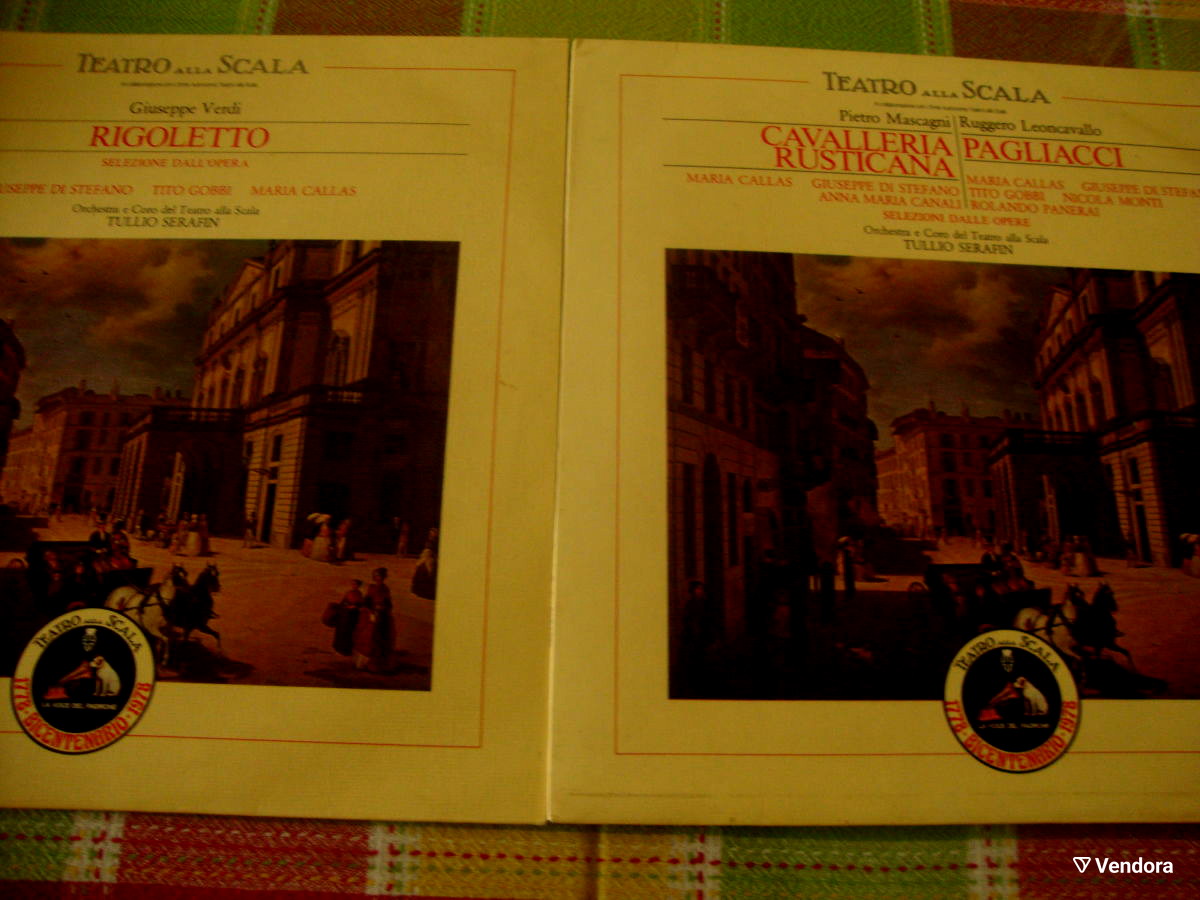 TEATRO ALLA SCALA
Giuseppe Verdi
RIGOLETTO
SELEZIONE DALL'OPERA
USEPPE DI STEFANO TITO GOBBI MARIA CALLAS
Orchestra e Coro del Teatro alla Scala
TULLIO SERAFIN
TEATRO ALLA SCALA
LA VOCE DEL PADRONE
1778 · BICENTENARIO · 1978
TEATRO ALLA SCALA
Pietro Mascagni
CAVALLERIA
RUSTICANA
MARIA CALLAS GIUSEPPE DI STEFANO
ANNA MARIA CANALI
Ruggero Leoncavallo
PAGLIACCI
MARIA CALLAS GIUSEPPE DI STEFA
TITO GOBBI NICOLA MONTI
ROLANDO PANERAI
SELEZIONI DALLE OPERE
Orchestra e Coro del Teatro alla Scala
TULLIO SERAFIN
TEATRO ALLA SCALA
LA VOCE DEL PADRONE
1778 · BICENTENARIO · 1978
Vendora